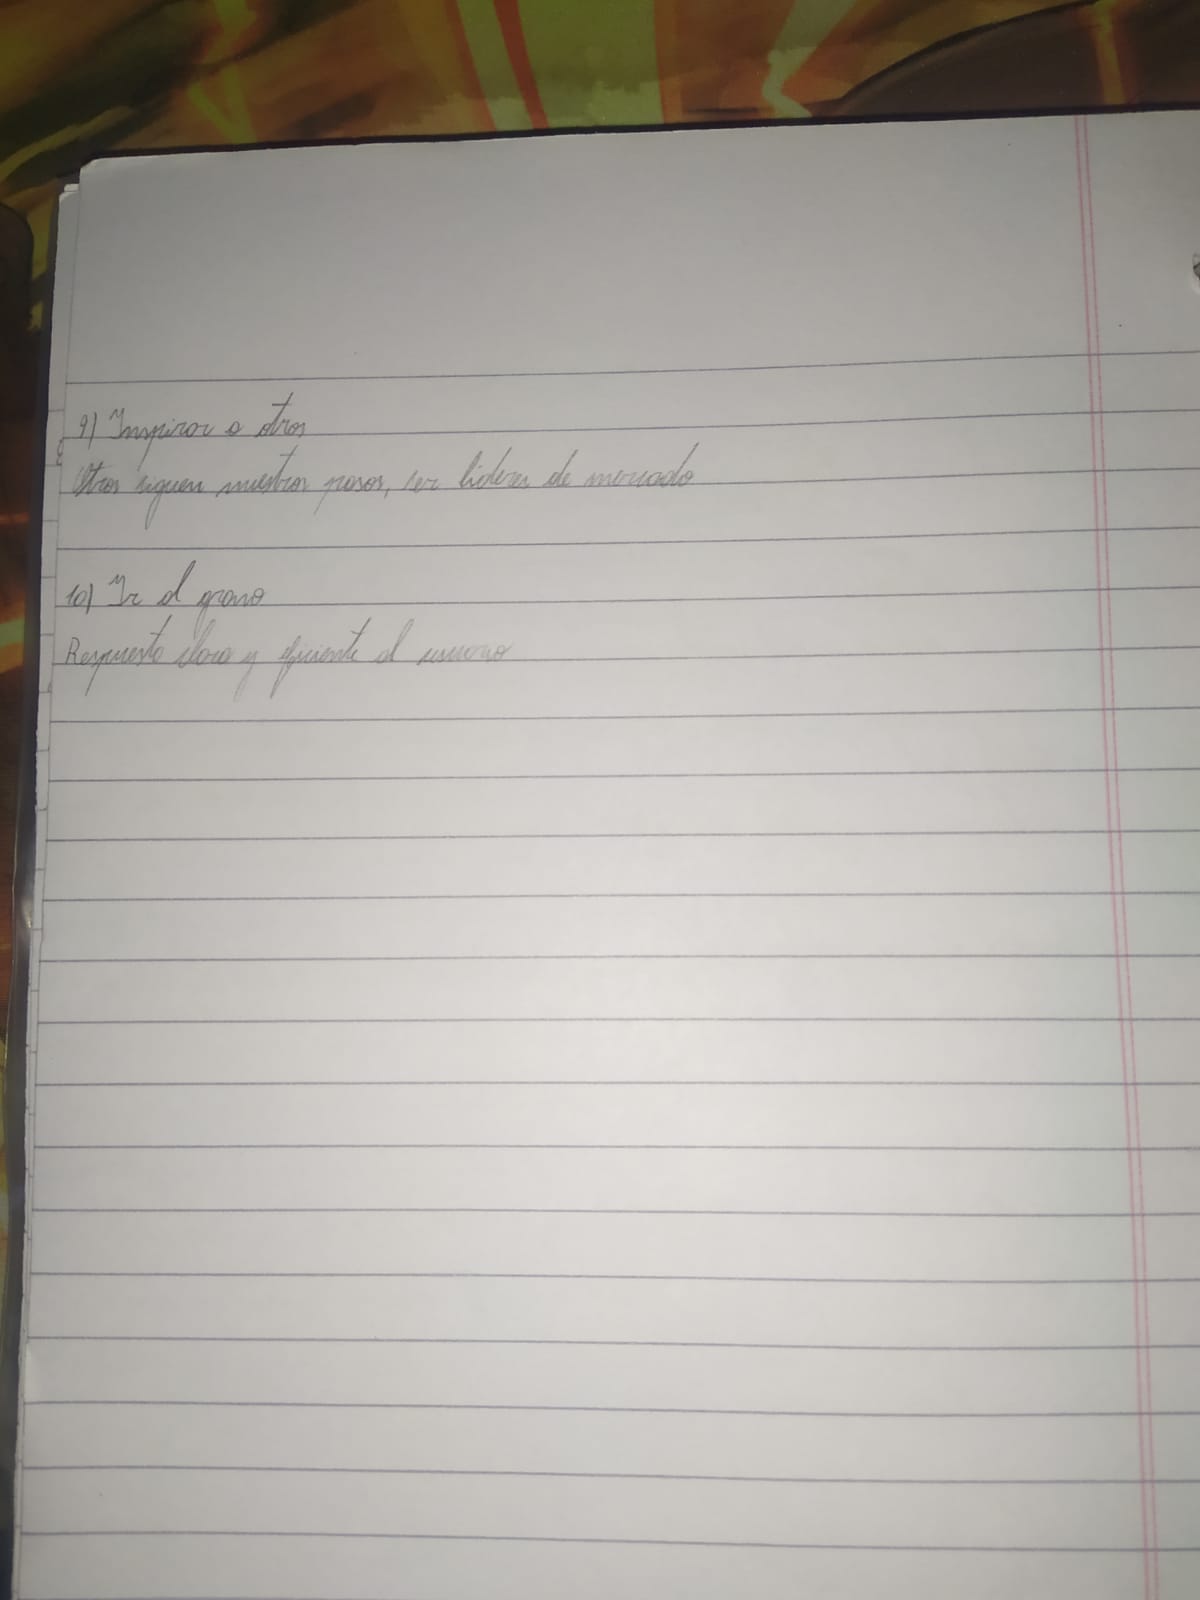 9) Inspirar a otros
Otros siguen nuestros pasos, ser lideres de mercado
10) Ir al grano
Respuesta clara y eficiente al usuario